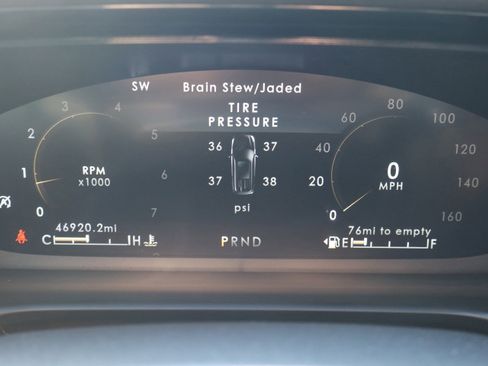 SW Brain Stew/Jaded
TIRE
PRESSURE
3 4
2 5
1 6
0 7
RPM
x1000
36 37
37 38
psi
60 80 100
40 120
20 140
0 160
0
MPH
46920.2mi
C H
PRND
76mi to empty
E F